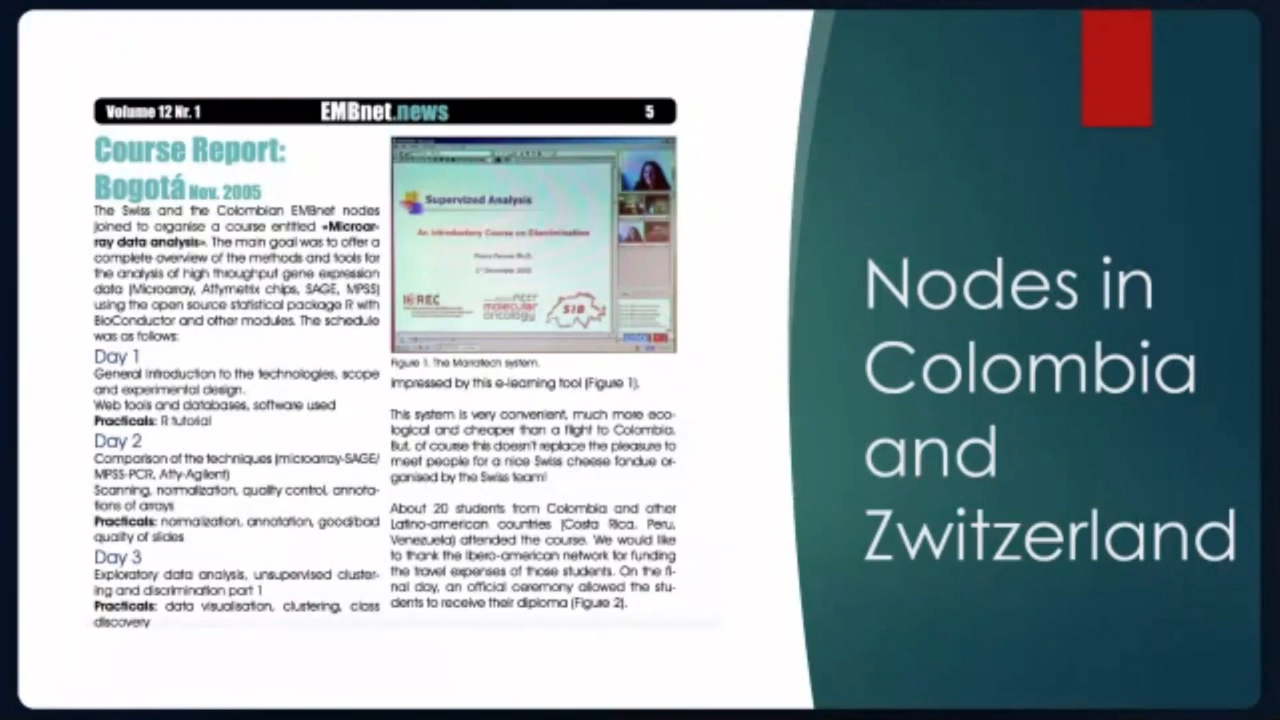 Volume 12 Nr. 1
EMBnet.news
5
Course Report:
Bogotá Nov. 2005
The Swiss and the Colombian EMBnet nodes
joined to organise a course entitled «Microar-
ray data analysis». The main goal was to offer a
complete overview of the methods and tools for
the analysis of high throughput gene expression
data (Microarray, Affymetrix chips, SAGE, MPSS)
using the open source statistical package R with
BioConductor and other modules. The schedule
was as follows:
Day 1
General introduction to the technologies, scope
and experimental design.
Web tools and databases, software used
Practicals: R tutorial
Day 2
Comparison of the techniques (microarray-SAGE/
MPSS-PCR, Affy-Agilent)
Scanning, normalization, quality control, annota-
tions of arrays
Practicals: normalization, annotation, good/bad
quality of slides
Day 3
Exploratory data analysis, unsupervised cluster-
ing and discrimination part 1
Practicals: data visualisation, clustering, class
discovery
Supervized Analysis
An Introductory Course on Discrimination
ISREC
nccr
molecular
oncology
SIB
Figure 1. The Marratech system.
impressed by this e-learning tool (Figure 1).
This system is very convenient, much more eco-
logical and cheaper than a flight to Colombia.
But, of course this doesn't replace the pleasure to
meet people for a nice Swiss cheese fondue or-
ganised by the Swiss team!
About 20 students from Colombia and other
Latino-american countries (Costa Rica, Peru,
Venezuela) attended the course. We would like
to thank the Ibero-american network for funding
the travel expenses of those students. On the fi-
nal day, an official ceremony allowed the stu-
dents to receive their diploma (Figure 2).
Nodes in
Colombia
and
Zwitzerland